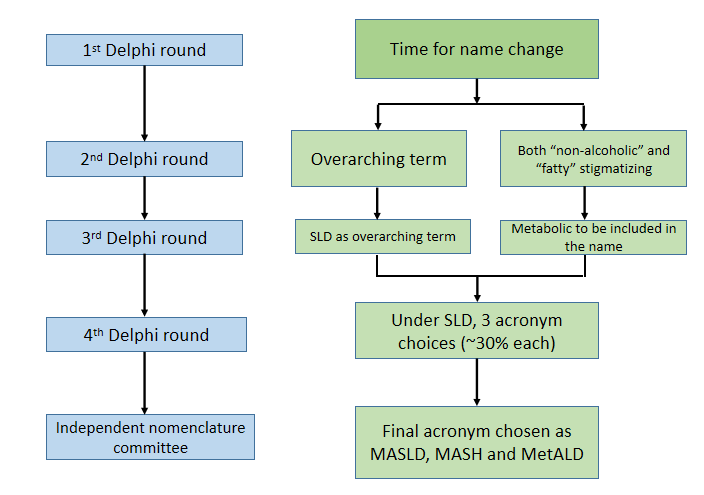 1st Delphi round
Time for name change
2nd Delphi round
Overarching term
Both “non-alcoholic” and
“fatty” stigmatizing
3rd Delphi round
SLD as overarching term
Metabolic to be included in
the name
4th Delphi round
Under SLD, 3 acronym
choices (~30% each)
Independent nomenclature
committee
Final acronym chosen as
MASLD, MASH and MetALD